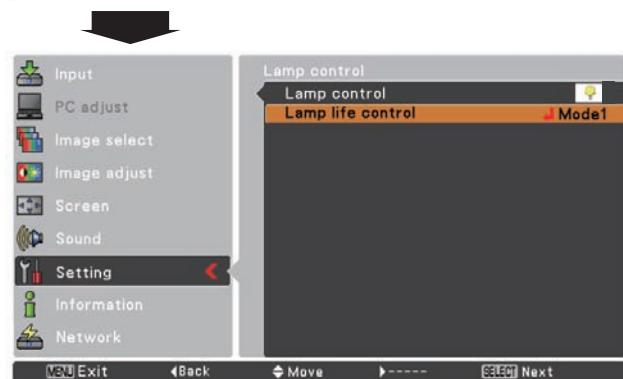 Input
PC adjust
Image select
Image adjust
Screen
Sound
Setting
Information
Network
Lamp control
Lamp control
Lamp life control Mode1
MENU Exit Back Move ----- SELECT Next